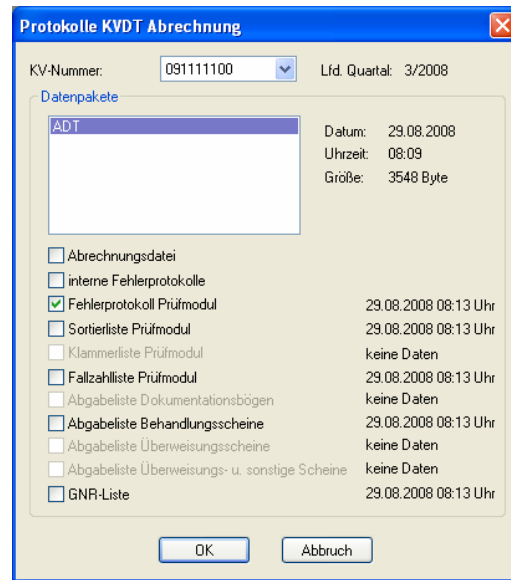 Protokolle KVDT Abrechnung
KV-Nummer: 091111100 Lfd. Quartal: 3/2008
Datenpakete
ADT
Datum: 29.08.2008
Uhrzeit: 08:09
Größe: 3548 Byte
Abrechnungsdatei
interne Fehlerprotokolle
Fehlerprotokoll Prüfmodul 29.08.2008 08:13 Uhr
Sortierliste Prüfmodul 29.08.2008 08:13 Uhr
Klammerliste Prüfmodul keine Daten
Fallzahlliste Prüfmodul 29.08.2008 08:13 Uhr
Abgabeliste Dokumentationsbögen keine Daten
Abgabeliste Behandlungsscheine 29.08.2008 08:13 Uhr
Abgabeliste Überweisungsscheine keine Daten
Abgabeliste Überweisungs- u. sonstige Scheine keine Daten
GNR-Liste 29.08.2008 08:13 Uhr
OK Abbruch